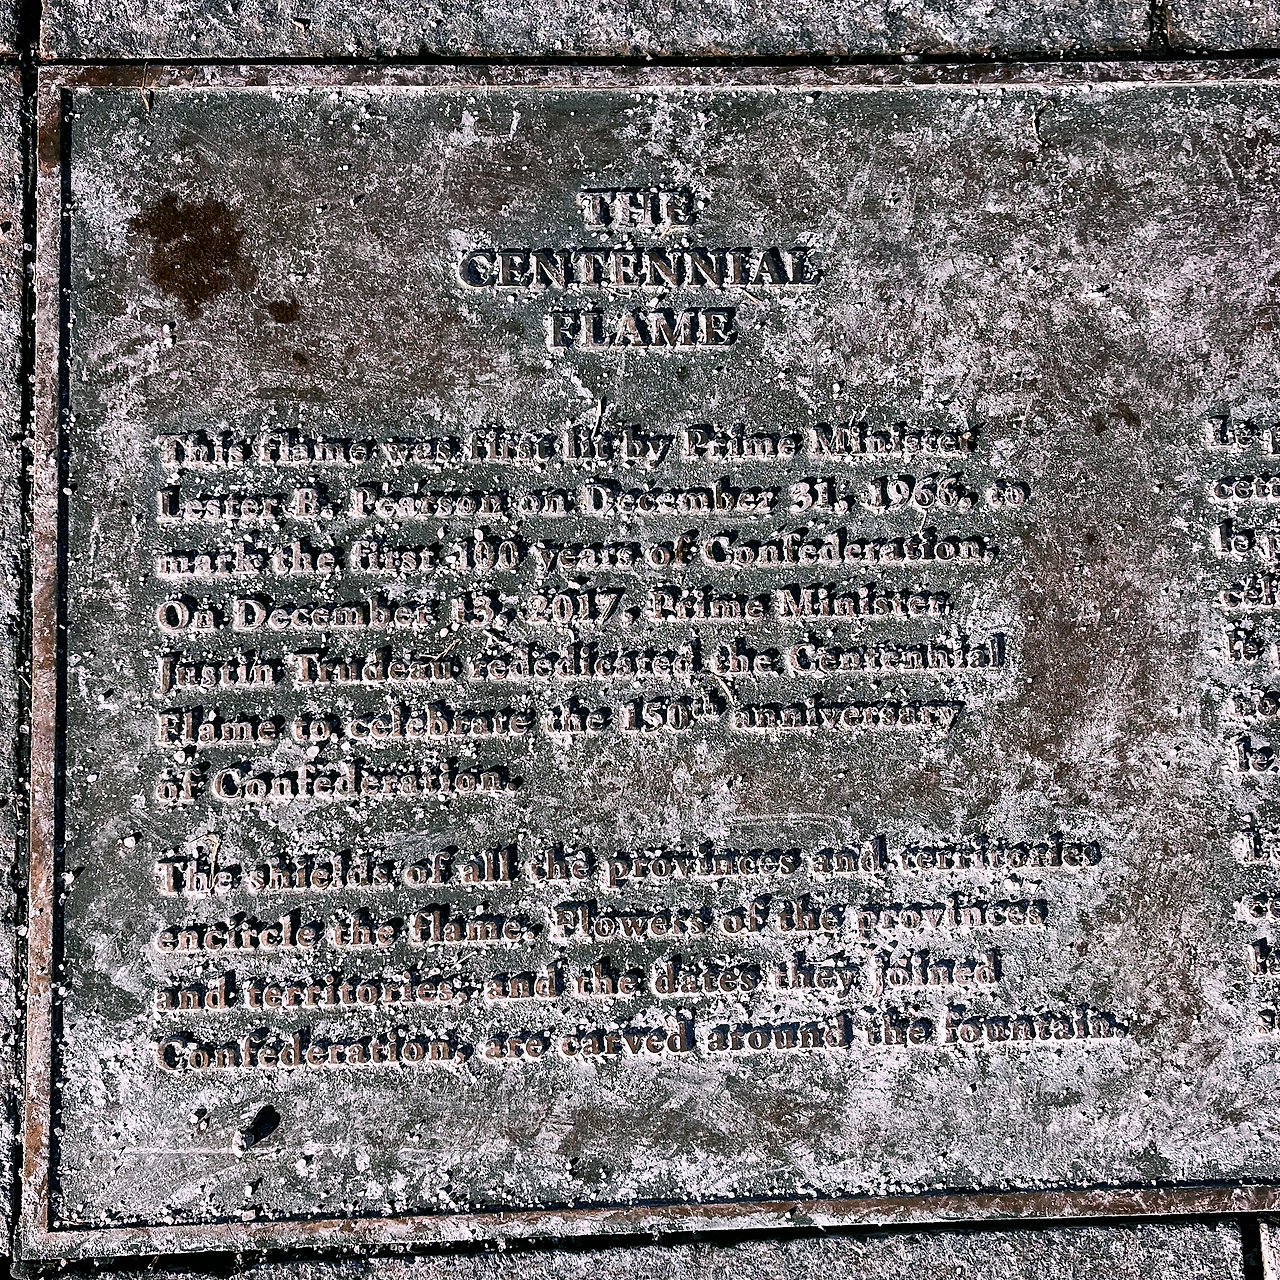 THE
CENTENNIAL
FLAME
This flame was first lit by Prime Minister
Lester B. Pearson on December 31, 1966, to
mark the first 100 years of Confederation.
On December 13, 2017, Prime Minister
Justin Trudeau rededicated the Centennial
Flame to celebrate the 150th anniversary
of Confederation.
The shields of all the provinces and territories
encircle the flame. Flowers of the provinces
and territories, and the dates they joined
Confederation, are carved around the fountain.